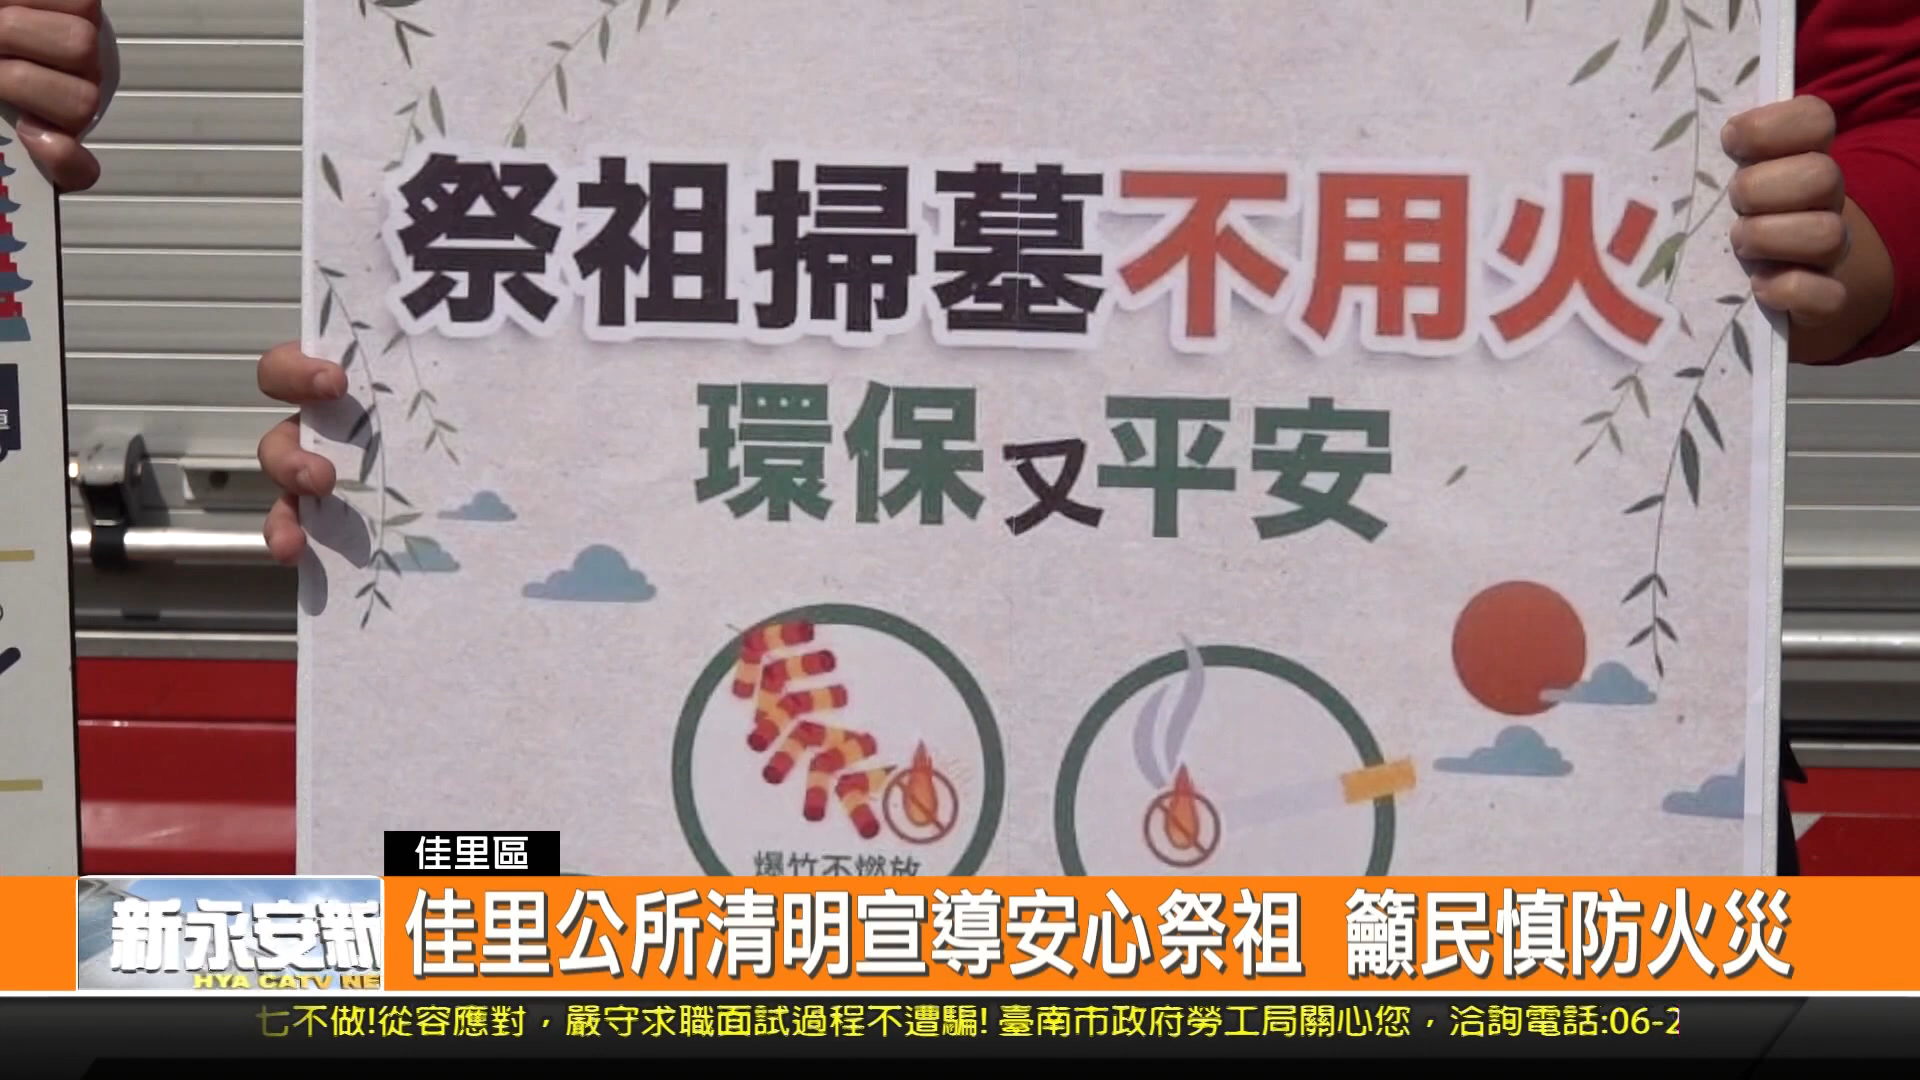 祭祖掃墓不用火
環保又平安
爆竹不燃放
佳里區
新永安新
HYA CATV NE
佳里公所清明宣導安心祭祖 籲民慎防火災
七不做!從容應對，嚴守求職面試過程不遭騙! 臺南市政府勞工局關心您，洽詢電話:06-2